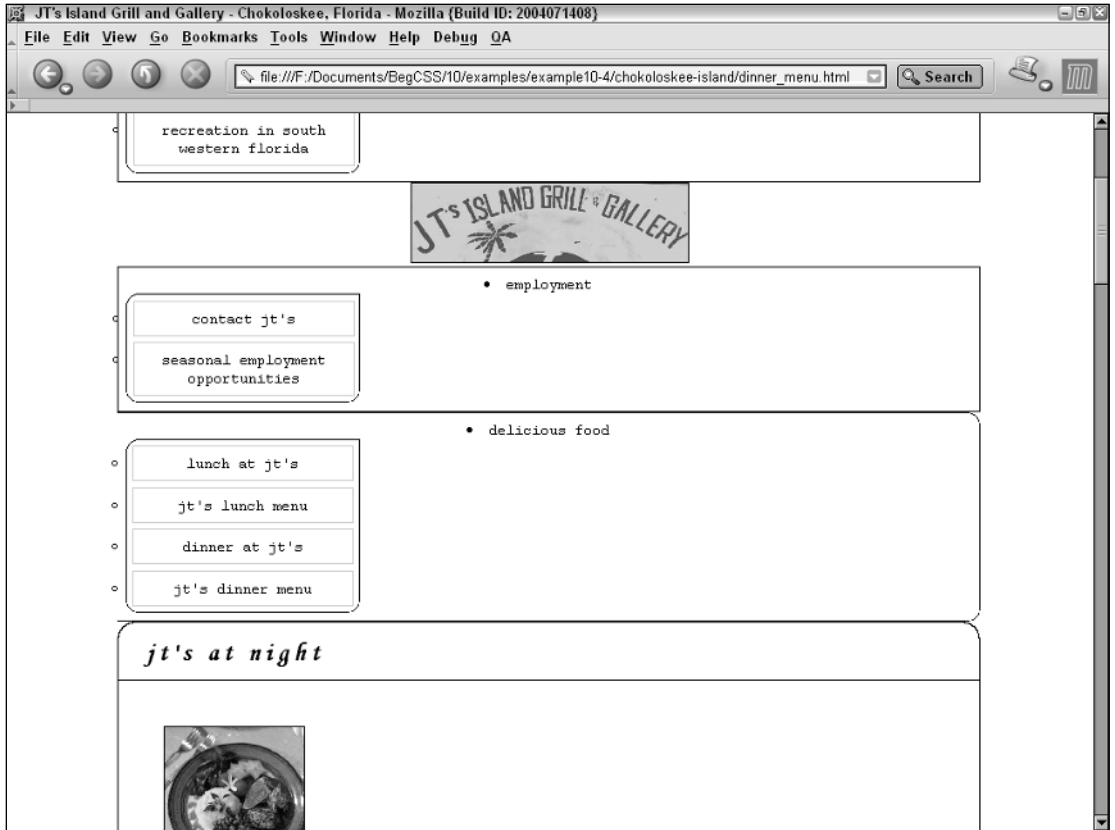 JT's Island Grill and Gallery - Chokoloskee, Florida - Mozilla {Build ID: 2004071408}
File Edit View Go Bookmarks Tools Window Help Debug QA
file:///F:/Documents/BegCSS/10/examples/example10-4/chokoloskee-island/dinner_menu.html Search
recreation in south
western florida
JT's ISLAND GRILL & GALLERY
employment
contact jt's
seasonal employment
opportunities
delicious food
lunch at jt's
jt's lunch menu
dinner at jt's
jt's dinner menu
jt's at night